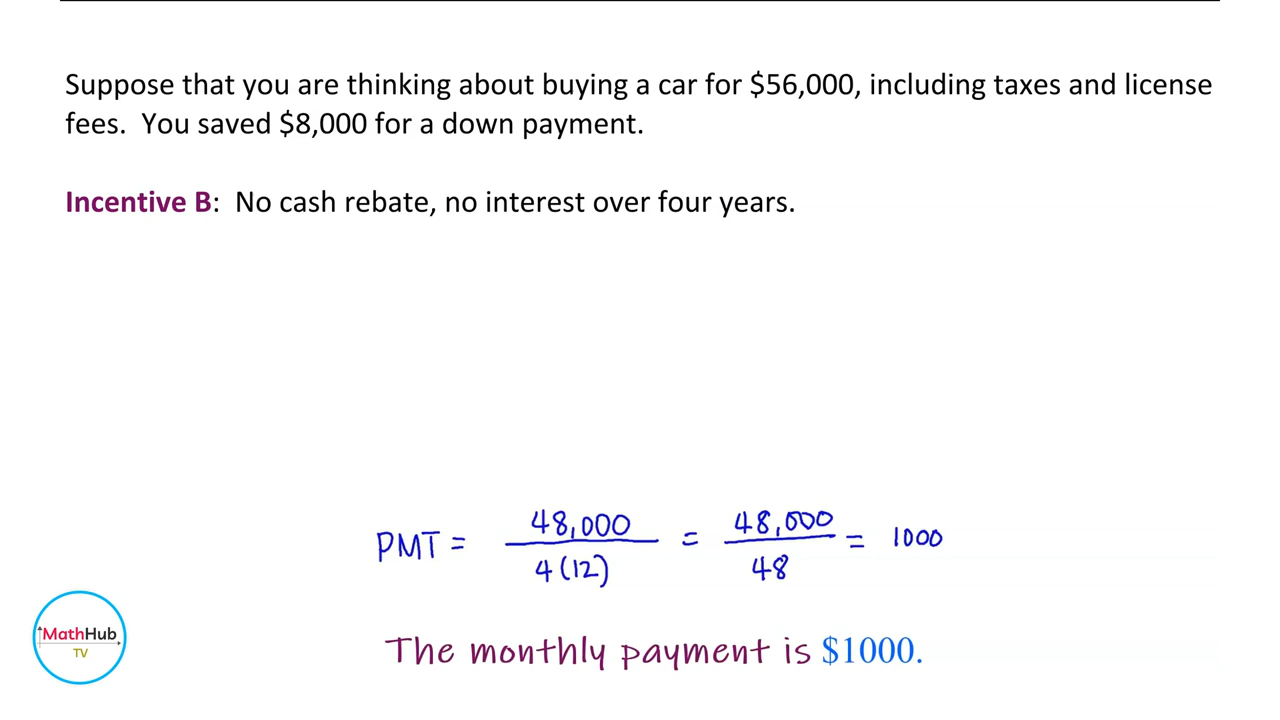 Suppose that you are thinking about buying a car for $56,000, including taxes and license
fees.  You saved $8,000 for a down payment.
Incentive B:  No cash rebate, no interest over four years.
PMT = 48,000 / 4(12) = 48,000 / 48 = 1000
The monthly payment is $1000.
MathHub
TV